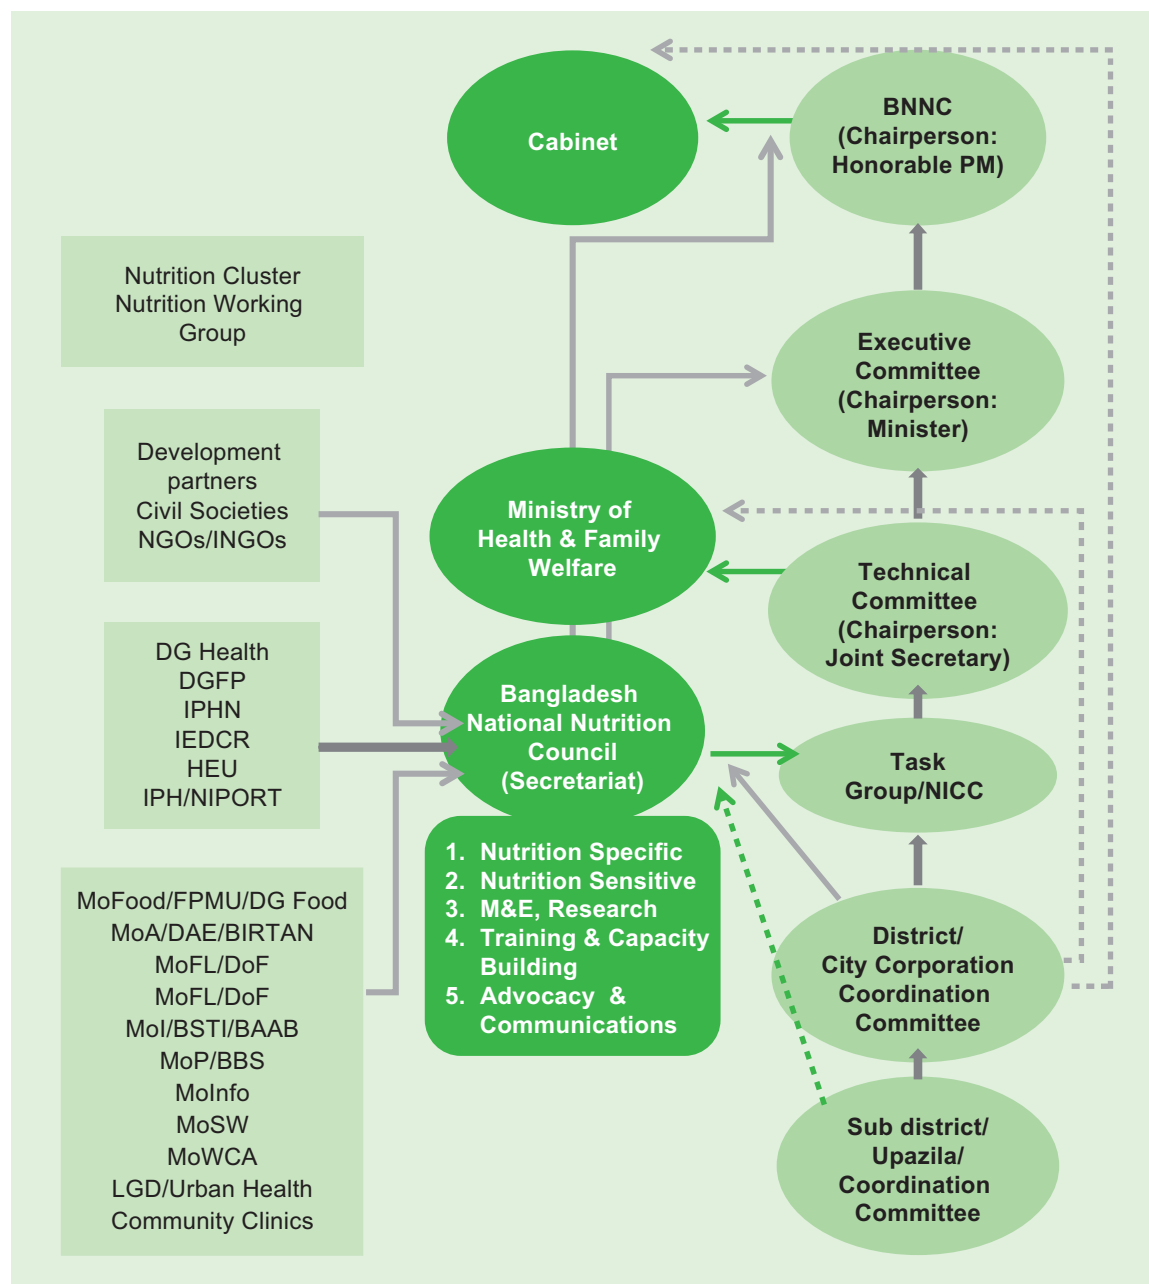 Cabinet
BNNC
(Chairperson:
Honorable PM)
Nutrition Cluster
Nutrition Working
Group
Executive
Committee
(Chairperson:
Minister)
Development
partners
Civil Societies
NGOs/INGOs
Ministry of
Health & Family
Welfare
Technical
Committee
(Chairperson:
Joint Secretary)
DG Health
DGFP
IPHN
IEDCR
HEU
IPH/NIPORT
Bangladesh
National Nutrition
Council
(Secretariat)
Task
Group/NICC
1. Nutrition Specific
2. Nutrition Sensitive
3. M&E, Research
4. Training & Capacity
Building
5. Advocacy &
Communications
MoFood/FPMU/DG Food
MoA/DAE/BIRTAN
MoFL/DoF
MoFL/DoF
MoI/BSTI/BAAB
MoP/BBS
MoInfo
MoSW
MoWCA
LGD/Urban Health
Community Clinics
District/
City Corporation
Coordination
Committee
Sub district/
Upazila/
Coordination
Committee